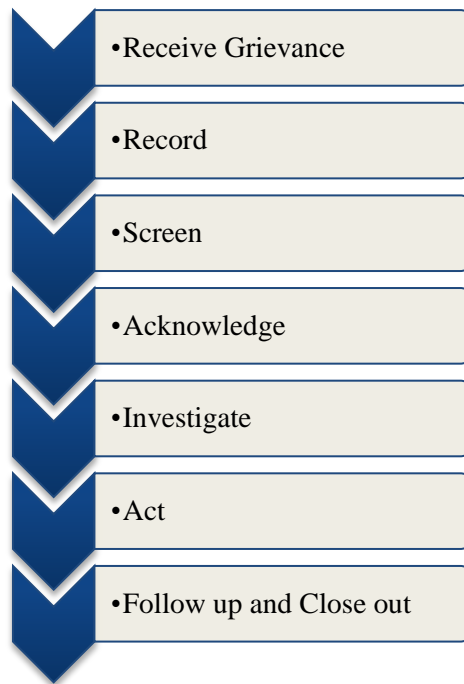 •Receive Grievance
•Record
•Screen
•Acknowledge
•Investigate
•Act
•Follow up and Close out